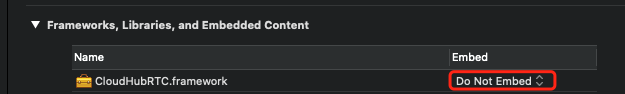 Frameworks, Libraries, and Embedded Content
Name Embed
CloudHubRTC.framework Do Not Embed